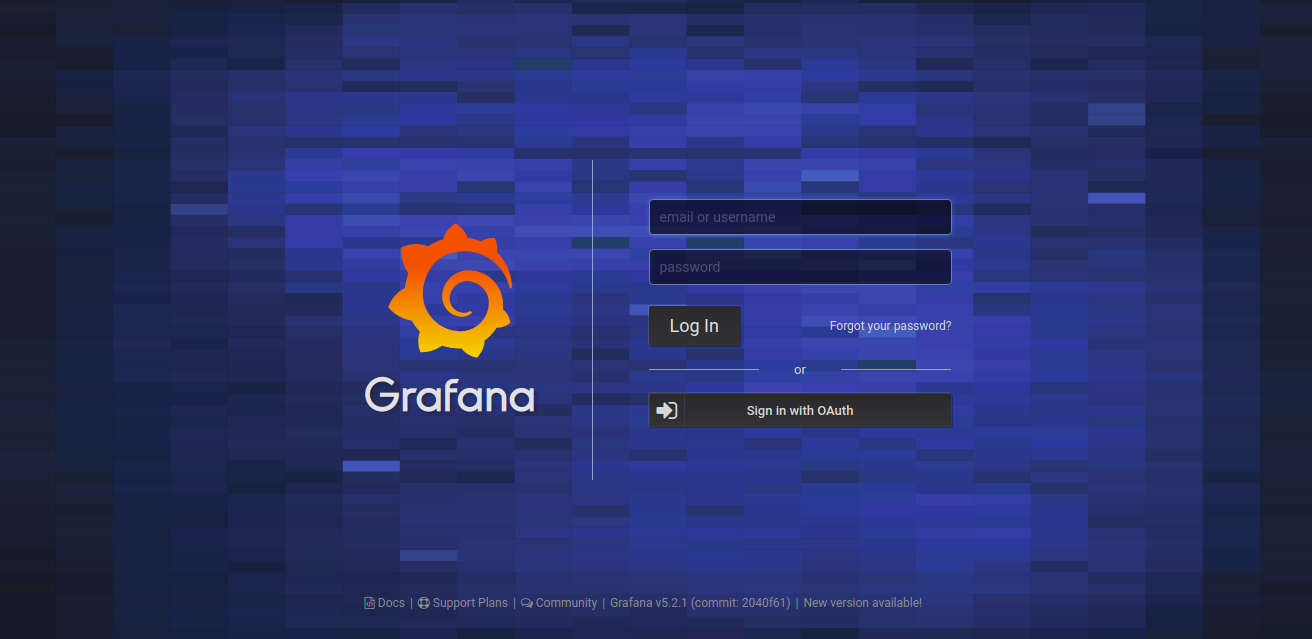 email or username
password
Log In
Forgot your password?
or
Sign in with OAuth
Grafana
Docs | Support Plans | Community | Grafana v5.2.1 (commit: 2040f61) | New version available!